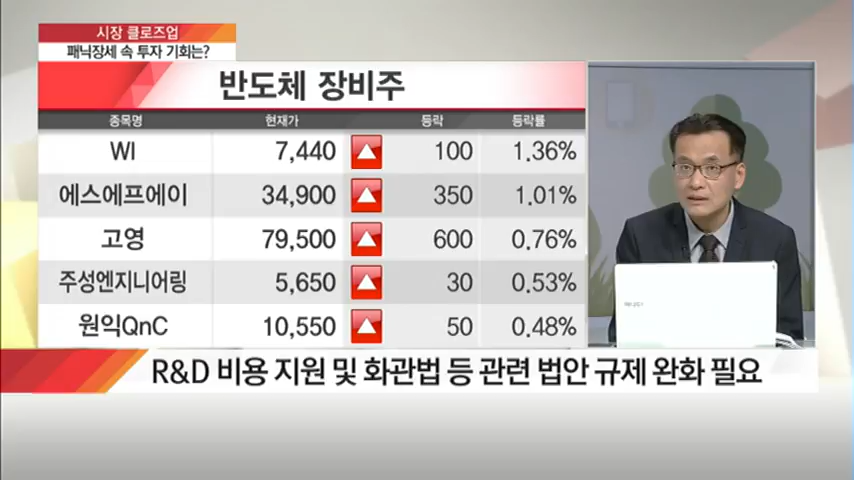 시장 클로즈업
패닉장세 속 투자 기회는?
반도체 장비주
종목명 현재가 등락 등락률
WI 7,440 ▲ 100 1.36%
에스에프에이 34,900 ▲ 350 1.01%
고영 79,500 ▲ 600 0.76%
주성엔지니어링 5,650 ▲ 30 0.53%
원익QnC 10,550 ▲ 50 0.48%
R&D 비용 지원 및 화관법 등 관련 법안 규제 완화 필요